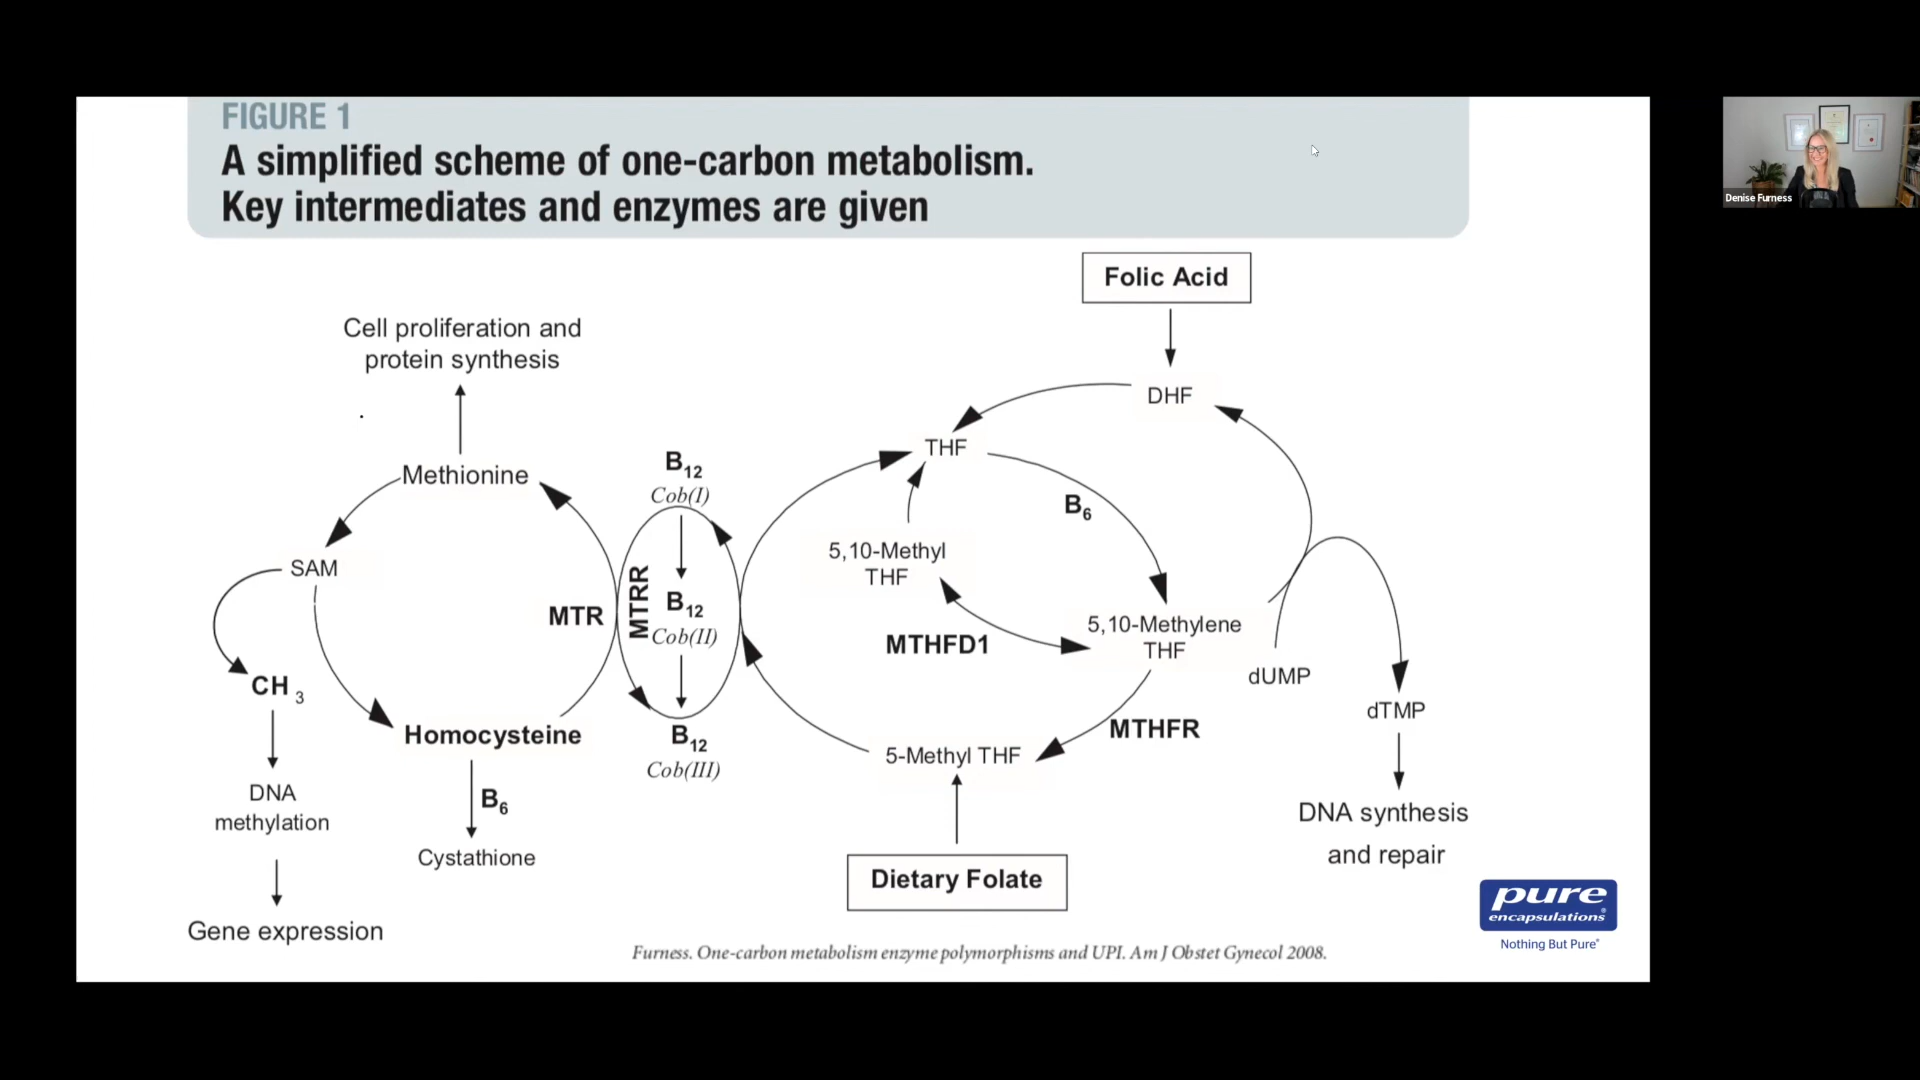 FIGURE 1
A simplified scheme of one-carbon metabolism.
Key intermediates and enzymes are given
Denise Furness
Folic Acid
Cell proliferation and
protein synthesis
DHF
THF
Methionine
B12
Cob(I)
B6
5,10-Methyl
THF
SAM
MTR
MTRR
B12
Cob(II)
5,10-Methylene
THF
MTHFD1
dUMP
CH3
dTMP
Homocysteine
B12
Cob(III)
MTHFR
5-Methyl THF
DNA
methylation
B6
DNA synthesis
and repair
Cystathione
Dietary Folate
Gene expression
pure
encapsulations®
Nothing But Pure®
Furness. One-carbon metabolism enzyme polymorphisms and UPI. Am J Obstet Gynecol 2008.